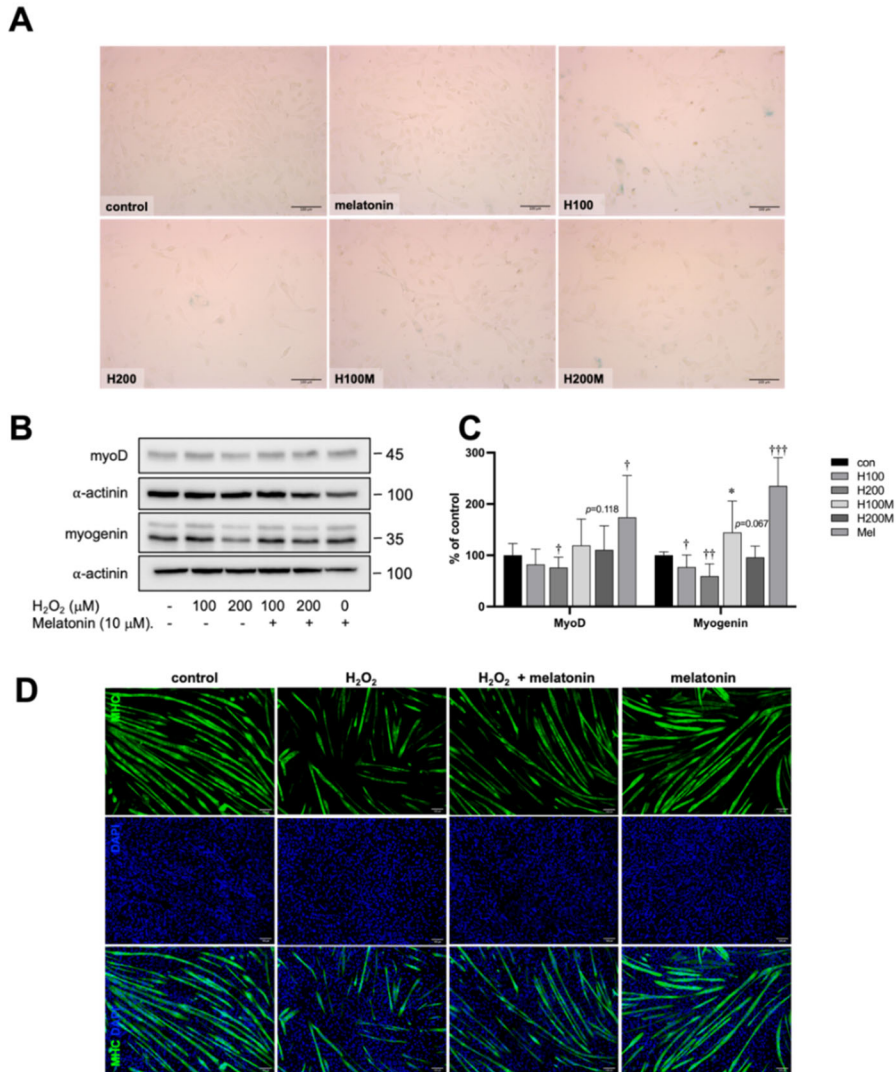 A
control
melatonin
H100
H200
H100M
H200M
B
myoD
45
α-actinin
100
myogenin
35
α-actinin
100
H₂O₂ (μM) - 100 200 100 200 0
Melatonin (10 μM). - - - + + +
C
% of control
300
200
100
0
†
†
p=0.118
†
†
††
*
p=0.067
†††
MyoD
Myogenin
con
H100
H200
H100M
H200M
Mel
D
control
H₂O₂
H₂O₂ + melatonin
melatonin
MHC
DAPI
MHC DAPI